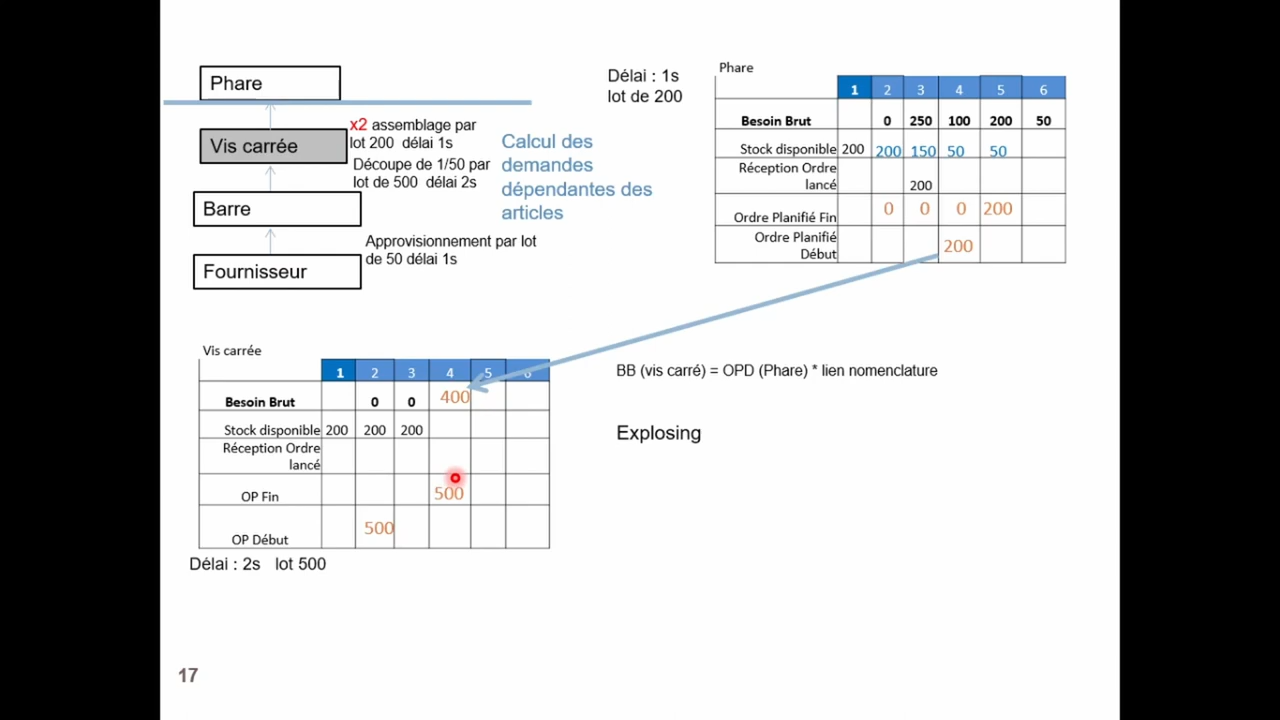 Phare
Vis carrée
x2 assemblage par
lot 200 délai 1s
Découpe de 1/50 par
lot de 500 délai 2s
Barre
Approvisionnement par lot
de 50 délai 1s
Fournisseur
Calcul des
demandes
dépendantes des
articles
Délai : 1s
lot de 200
Phare
1 2 3 4 5 6
Besoin Brut 0 250 100 200 50
Stock disponible 200 200 150 50 50
Réception Ordre
lancé 200
Ordre Planifié Fin 0 0 0 200
Ordre Planifié
Début 200
Vis carrée
1 2 3 4 5 6
Besoin Brut 0 0 400
Stock disponible 200 200 200
Réception Ordre
lancé
OP Fin 500
OP Début 500
Délai : 2s lot 500
BB (vis carré) = OPD (Phare) * lien nomenclature
Explosing
17